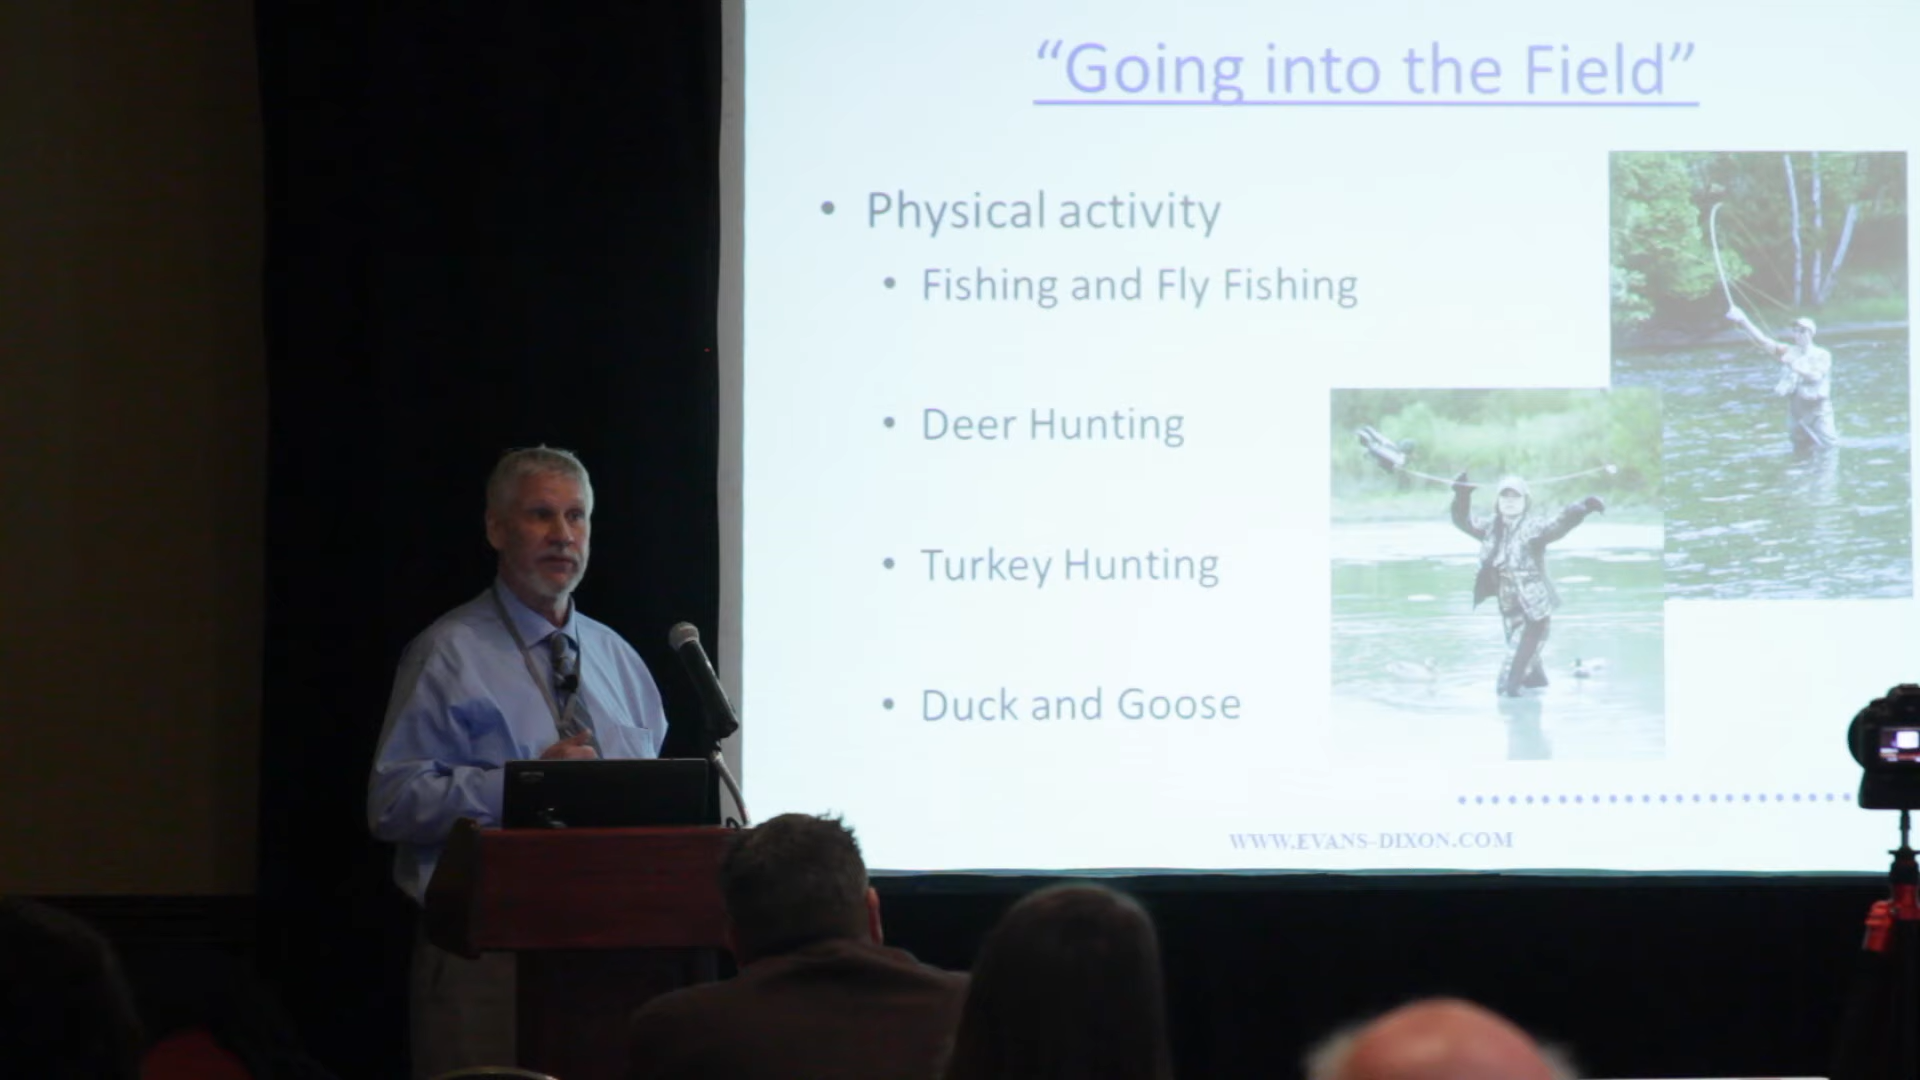 “Going into the Field”
• Physical activity
• Fishing and Fly Fishing
• Deer Hunting
• Turkey Hunting
• Duck and Goose
WWW.EVANS-DIXON.COM